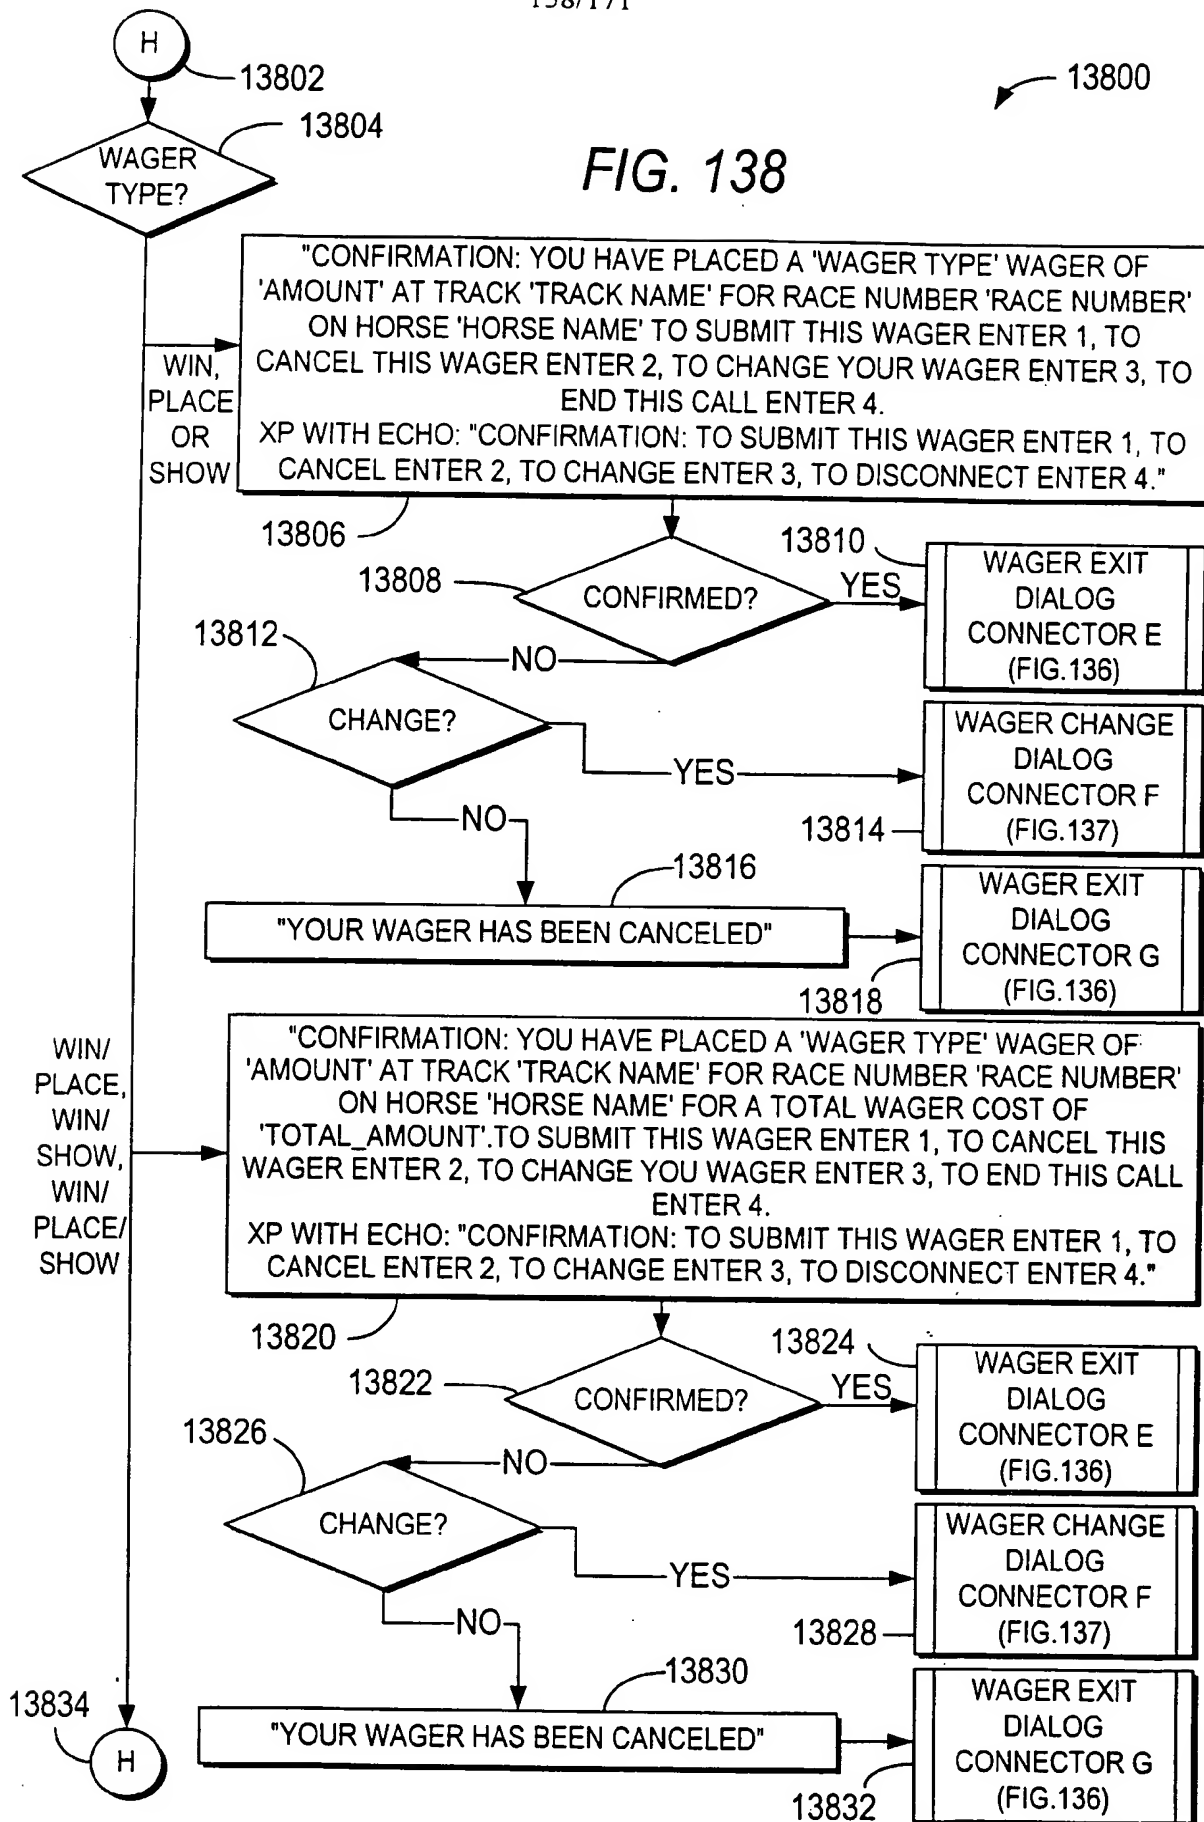 158/171
H
13802
13800
13804
WAGER
TYPE?
FIG. 138
"CONFIRMATION: YOU HAVE PLACED A 'WAGER TYPE' WAGER OF
'AMOUNT' AT TRACK 'TRACK NAME' FOR RACE NUMBER 'RACE NUMBER'
ON HORSE 'HORSE NAME' TO SUBMIT THIS WAGER ENTER 1, TO
CANCEL THIS WAGER ENTER 2, TO CHANGE YOUR WAGER ENTER 3, TO
END THIS CALL ENTER 4.
XP WITH ECHO: "CONFIRMATION: TO SUBMIT THIS WAGER ENTER 1, TO
CANCEL ENTER 2, TO CHANGE ENTER 3, TO DISCONNECT ENTER 4."
WIN,
PLACE
OR
SHOW
13806
13808
CONFIRMED?
YES
13810
WAGER EXIT
DIALOG
CONNECTOR E
(FIG.136)
NO
13812
CHANGE?
YES
WAGER CHANGE
DIALOG
CONNECTOR F
(FIG.137)
13814
NO
13816
"YOUR WAGER HAS BEEN CANCELED"
WAGER EXIT
DIALOG
CONNECTOR G
(FIG.136)
13818
WIN/
PLACE,
WIN/
SHOW,
WIN/
PLACE/
SHOW
"CONFIRMATION: YOU HAVE PLACED A 'WAGER TYPE' WAGER OF
'AMOUNT' AT TRACK 'TRACK NAME' FOR RACE NUMBER 'RACE NUMBER'
ON HORSE 'HORSE NAME' FOR A TOTAL WAGER COST OF
'TOTAL_AMOUNT'.TO SUBMIT THIS WAGER ENTER 1, TO CANCEL THIS
WAGER ENTER 2, TO CHANGE YOU WAGER ENTER 3, TO END THIS CALL
ENTER 4.
XP WITH ECHO: "CONFIRMATION: TO SUBMIT THIS WAGER ENTER 1, TO
CANCEL ENTER 2, TO CHANGE ENTER 3, TO DISCONNECT ENTER 4."
13820
13822
CONFIRMED?
YES
13824
WAGER EXIT
DIALOG
CONNECTOR E
(FIG.136)
NO
13826
CHANGE?
YES
WAGER CHANGE
DIALOG
CONNECTOR F
(FIG.137)
13828
NO
13830
"YOUR WAGER HAS BEEN CANCELED"
WAGER EXIT
DIALOG
CONNECTOR G
(FIG.136)
13832
13834
H